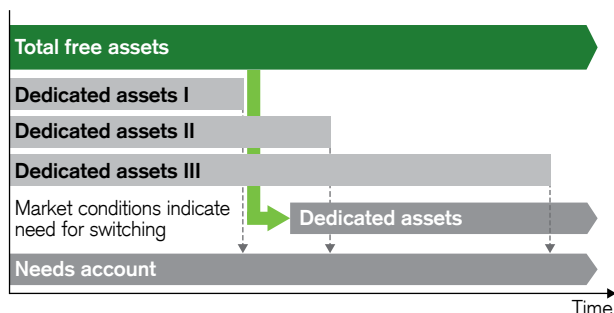 Total free assets
Dedicated assets I
Dedicated assets II
Dedicated assets III
Market conditions indicate
need for switching
Dedicated assets
Needs account
Time